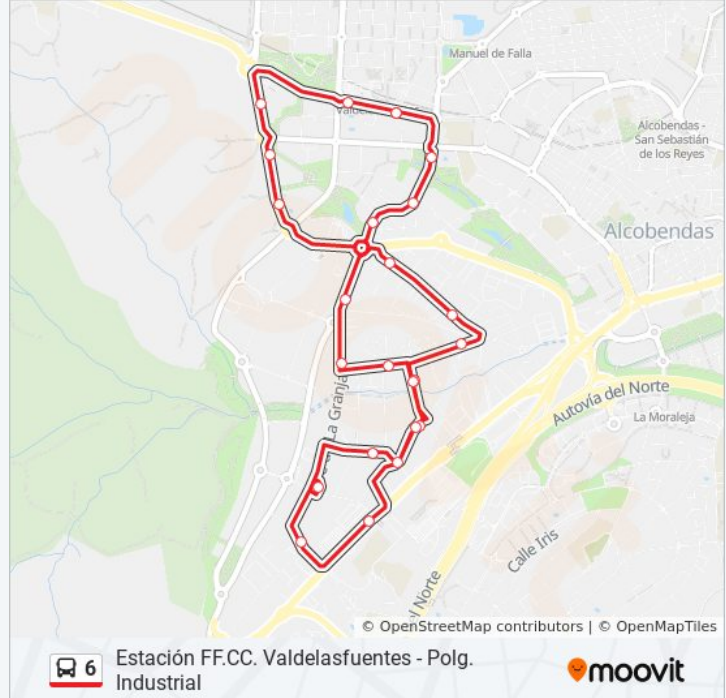 Manuel de Falla
Alcobendas -
San Sebastián
de los Reyes
Alcobendas
La Granja
Autovía del Norte
La Moraleja
Calle Iris
del Norte
© OpenStreetMap contributors | © OpenMapTiles
6
Estación FF.CC. Valdelasfuentes - Polg.
Industrial
moovit